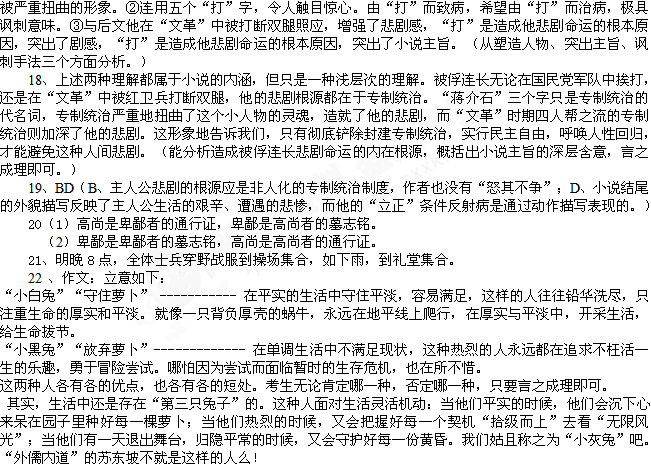 被严重扭曲的形象。②连用五个“打”字，令人触目惊心。由“打”而致病，希望由“打”而治病，极具
讽刺意味。③与后文他在“文革”中被打断双腿照应，增强了悲剧感，“打”是造成他悲剧命运的根本原
因，突出了剧感，“打”是造成他悲剧命运的根本原因，突出了小说主旨。（从塑造人物、突出主旨、讽
刺手法三个方面分析。）
18、上述两种理解都属于小说的内涵，但只是一种浅层次的理解。被俘连长无论在国民党军队中挨打，
还是在“文革”中被红卫兵打断双腿，他的悲剧根源都在于专制统治。“蒋介石”三个字只是专制统治的
代名词，专制统治严重地扭曲了这个小人物的灵魂，造就了他的悲剧，而“文革”时期四人帮之流的专制
统治则加深了他的悲剧。这形象地告诉我们，只有彻底铲除封建专制统治，实行民主自由，呼唤人性回归，
才能避免这种人间悲剧。（能分析造成被俘连长悲剧命运的内在根源，概括出小说主旨的深层含意，言之
成理即可。）
19、BD（B、主人公悲剧的根源应是非人化的专制统治制度，作者也没有“怒其不争”；D、小说结尾
的外貌描写反映了主人公生活的艰辛、遭遇的悲惨，而他的“立正”条件反射病是通过动作描写表现的。）
20（1）高尚是卑鄙者的通行证，卑鄙是高尚者的墓志铭。
（2）卑鄙是卑鄙者的墓志铭，高尚是高尚者的通行证。
21、明晚8点，全体士兵穿野战服到操场集合，如下雨，到礼堂集合。
22 、作文：立意如下：
“小白兔”“守住萝卜” ----------- 在平实的生活中守住平淡，容易满足，这样的人往往铅华洗尽，只
注重生命的厚实和平淡。就像一只背负厚壳的蜗牛，永远在地平线上爬行，在厚实与平淡中，开采生活，
给生命拔节。
“小黑兔”“放弃萝卜”------------ 在单调生活中不满足现状，这种热烈的人永远都在追求不枉活一
生的乐趣，勇于冒险尝试。哪怕因为尝试而面临暂时的生存危机，也在所不惜。
这两种人各有各的优点，也各有各的短处。考生无论肯定哪一种，否定哪一种，只要言之成理即可。
其实，生活中还是存在“第三只兔子”的。这种人面对生活灵活机动：当他们平实的时候，他们会沉下心
来呆在园子里种好每一棵萝卜；当他们热烈的时候，又会把握好每一个契机“拾级而上”去看“无限风
光”；当他们有一天退出舞台，归隐平常的时候，又会守护好每一份黄昏。我们姑且称之为“小灰兔”吧。
“外儒内道”的苏东坡不就是这样的人么！